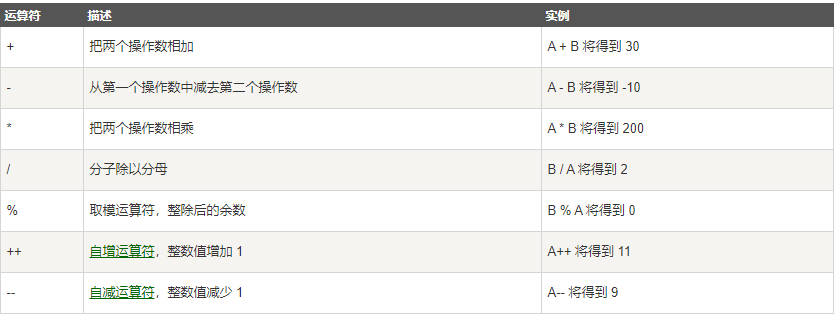 运算符 描述 实例
+ 把两个操作数相加 A + B 将得到 30
- 从第一个操作数中减去第二个操作数 A - B 将得到 -10
* 把两个操作数相乘 A * B 将得到 200
/ 分子除以分母 B / A 将得到 2
% 取模运算符，整除后的余数 B % A 将得到 0
++ 自增运算符，整数值增加 1 A++ 将得到 11
-- 自减运算符，整数值减少 1 A-- 将得到 9